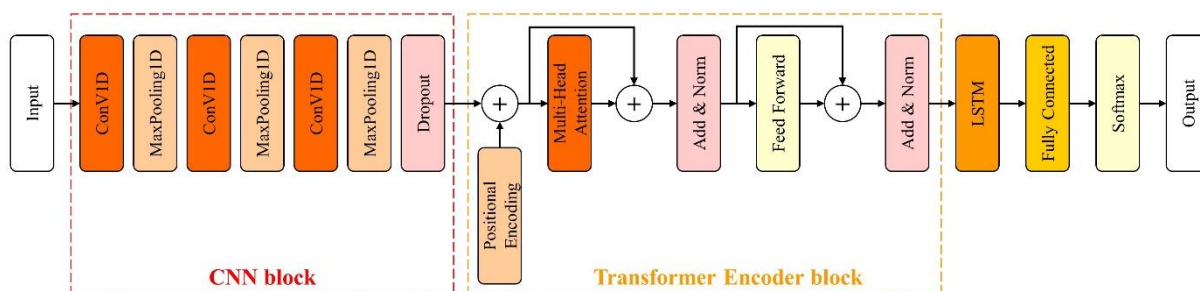 Input
ConV1D
MaxPooling1D
ConV1D
MaxPooling1D
ConV1D
MaxPooling1D
Dropout
+
Positional
Encoding
Multi-Head
Attention
+
Add & Norm
Feed Forward
+
Add & Norm
LSTM
Fully Connected
Softmax
Output
CNN block
Transformer Encoder block